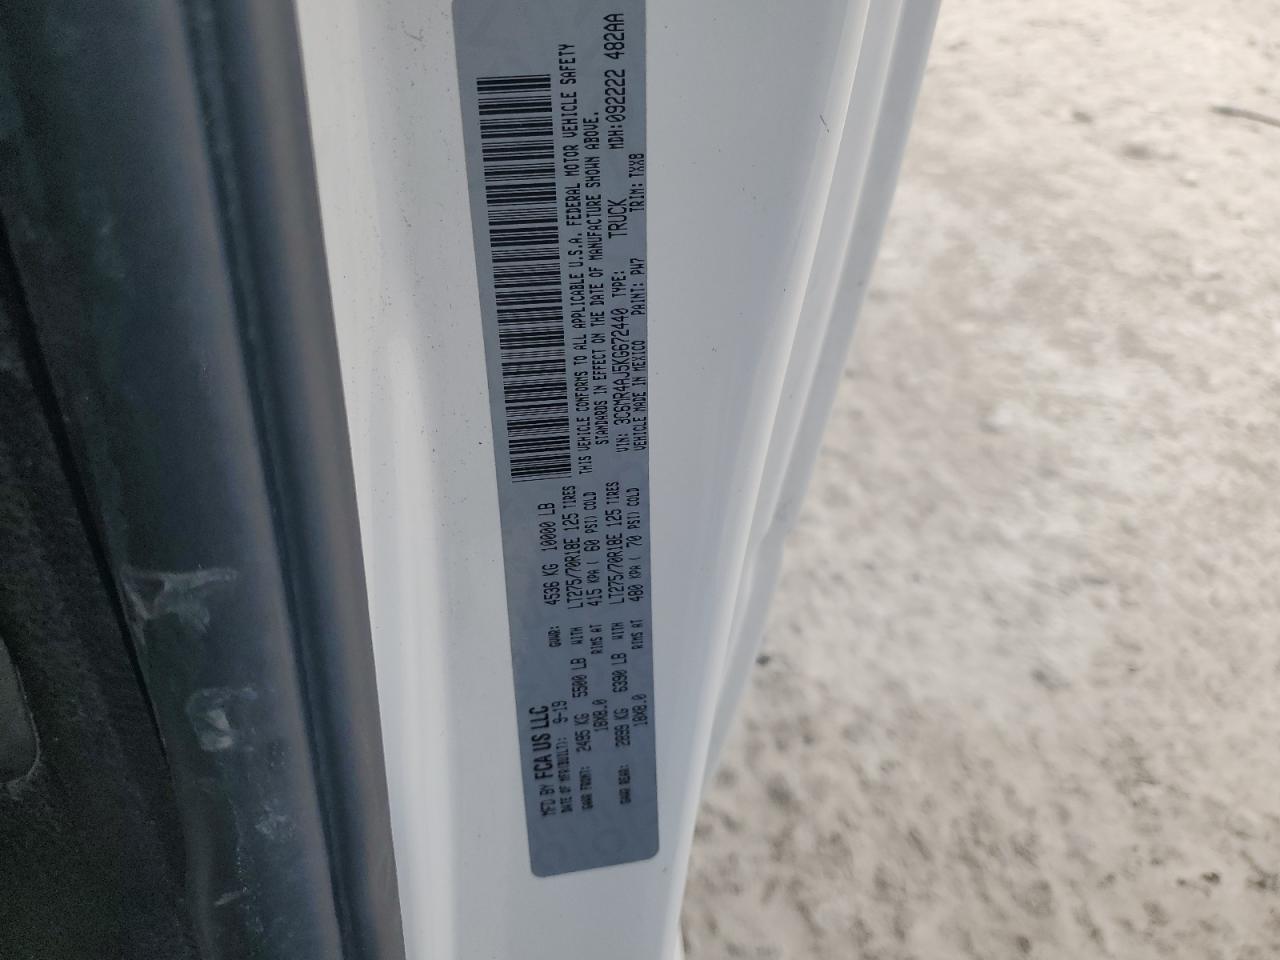 MFD BY FCA US LLC
DATE OF MFR(BUILT): 9-19 GVWR: 4536 KG 10000 LB
GAWR FRONT: 2495 KG 5500 LB WITH LT275/70R18E 125 TIRES
18X8.0 RIMS AT 415 KPA ( 60 PSI) COLD
GAWR REAR: 2899 KG 6390 LB WITH LT275/70R18E 125 TIRES
18X8.0 RIMS AT 480 KPA ( 70 PSI) COLD
THIS VEHICLE CONFORMS TO ALL APPLICABLE U.S.A. FEDERAL MOTOR VEHICLE SAFETY
STANDARDS IN EFFECT ON THE DATE OF MANUFACTURE SHOWN ABOVE.
VIN: 3C6MR4AJ5KG672440 TYPE: TRUCK MDH:092222 482AA
VEHICLE MADE IN MEXICO PAINT: PW7 TRIM: TXX8